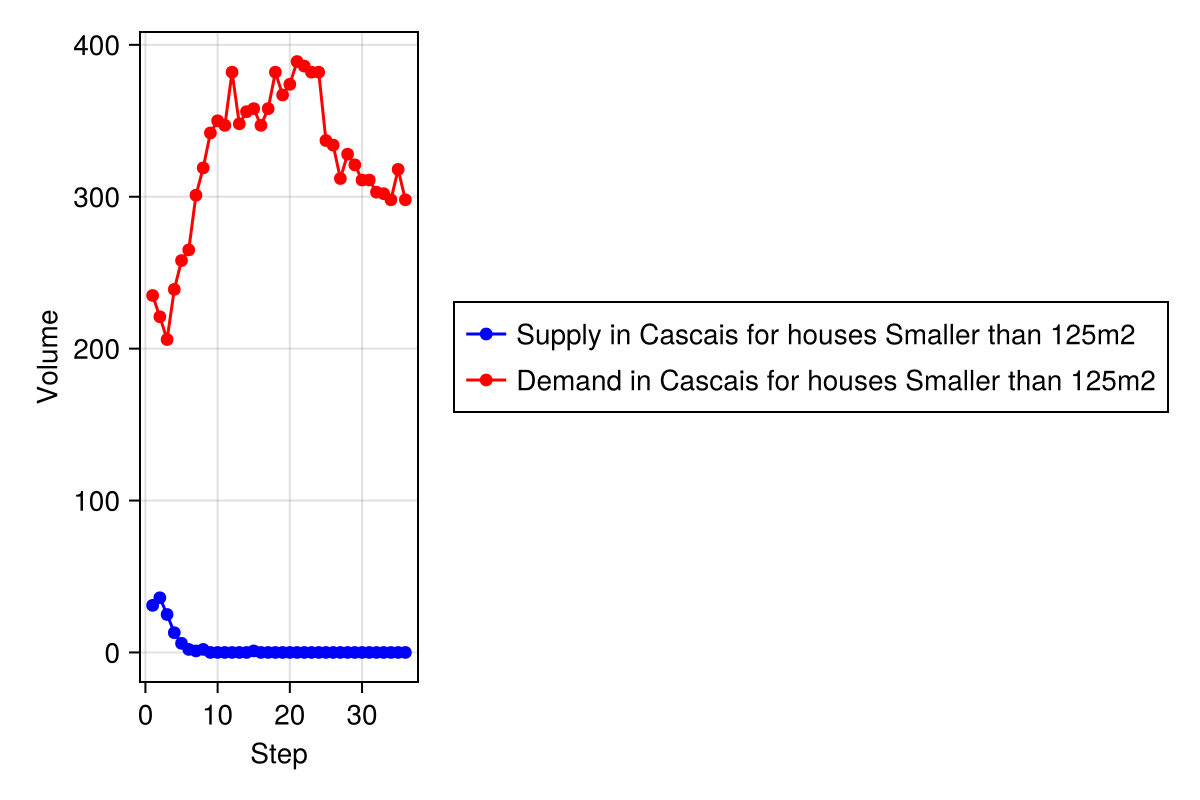 400
300
200
100
0
Volume
0 10 20 30
Step
Supply in Cascais for houses Smaller than 125m2
Demand in Cascais for houses Smaller than 125m2